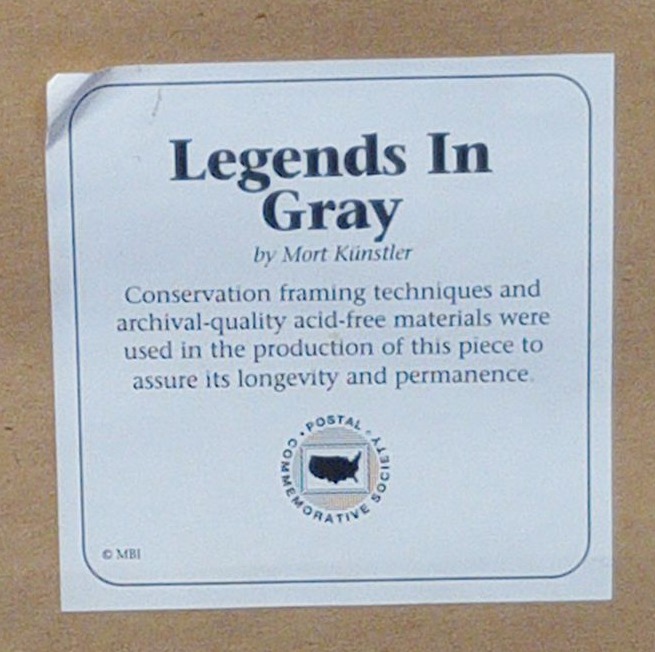 Legends In
Gray
by Mort Künstler
Conservation framing techniques and
archival-quality acid-free materials were
used in the production of this piece to
assure its longevity and permanence.
• POSTAL •
COMMEMORATIVE SOCIETY
© MBI